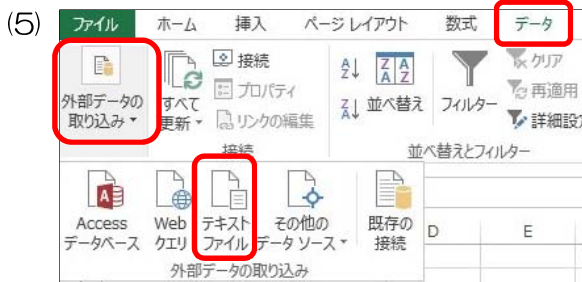 (5)
ファイル ホーム 挿入 ページ レイアウト 数式 データ
外部データの
取り込み
すべて
更新
接続
プロパティ
リンクの編集
接続
並べ替え
フィルター
クリア
再適用
詳細設定
並べ替えとフィルター
Access
データベース
Web
クエリ
テキスト
ファイル
その他の
データ ソース
既存の
接続
外部データの取り込み
D E